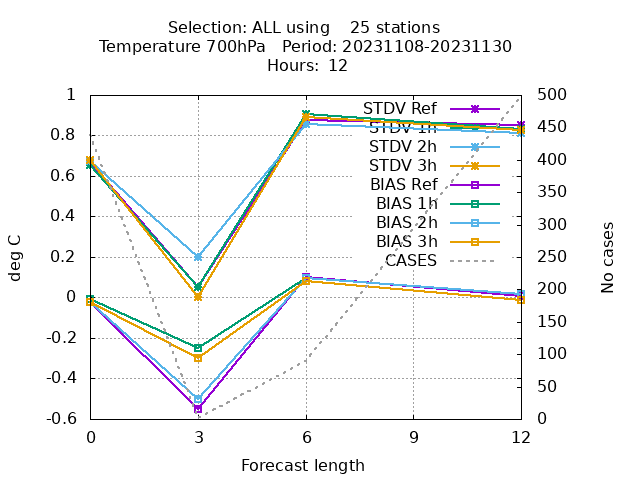 Selection: ALL using    25 stations
Temperature 700hPa   Period: 20231108-20231130
Hours:  12
1
0.8
0.6
0.4
0.2
0
-0.2
-0.4
-0.6
500
450
400
350
300
250
200
150
100
50
0
STDV Ref
STDV 1h
STDV 2h
STDV 3h
BIAS Ref
BIAS 1h
BIAS 2h
BIAS 3h
CASES
deg C
No cases
0
3
6
9
12
Forecast length